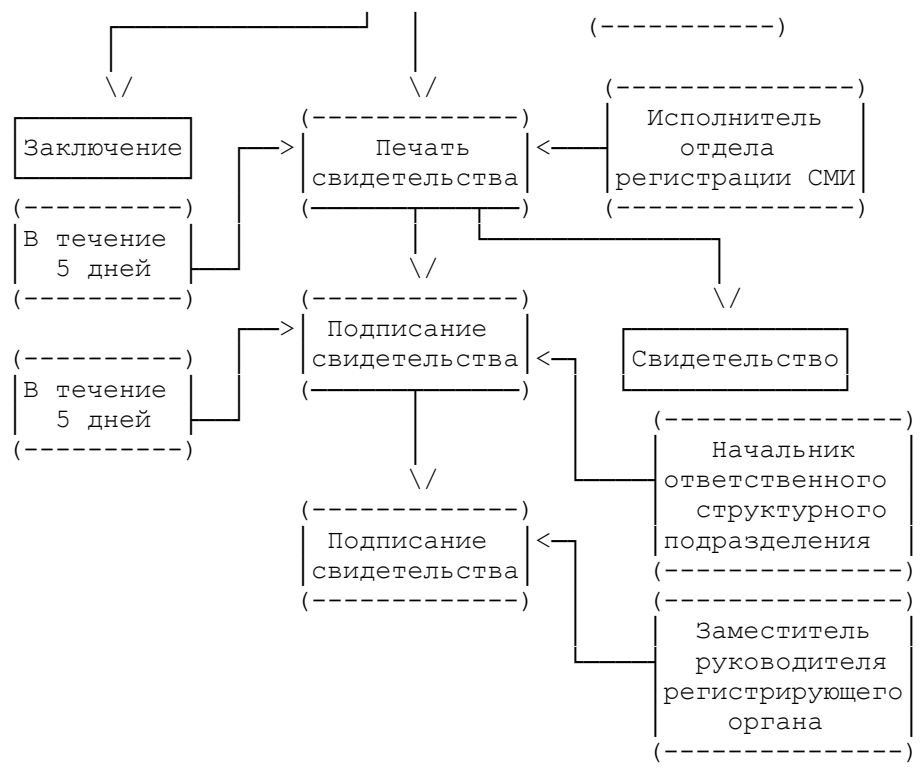 Заключение
Печать
свидетельства
Исполнитель
отдела
регистрации СМИ
В течение
5 дней
Подписание
свидетельства
Свидетельство
В течение
5 дней
Начальник
ответственного
структурного
подразделения
Подписание
свидетельства
Заместитель
руководителя
регистрирующего
органа